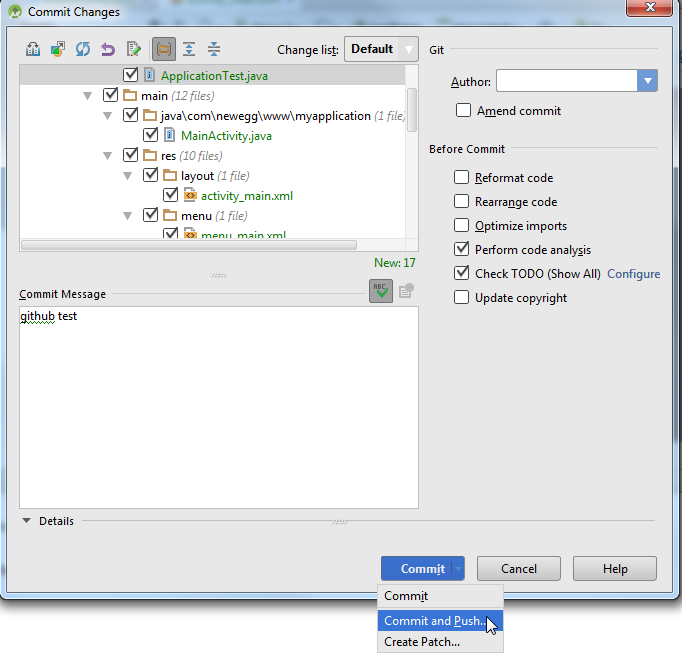 Commit Changes
Change list: Default
Git
ApplicationTest.java
main (12 files)
java\com\newegg\www\myapplication (1 file)
MainActivity.java
res (10 files)
layout (1 file)
activity_main.xml
menu (1 file)
menu_main.xml
New: 17
Author:
Amend commit
Before Commit
Reformat code
Rearrange code
Optimize imports
Perform code analysis
Check TODO (Show All) Configure
Update copyright
Commit Message
ABC
github test
Details
Commit
Cancel
Help
Commit
Commit and Push...
Create Patch...